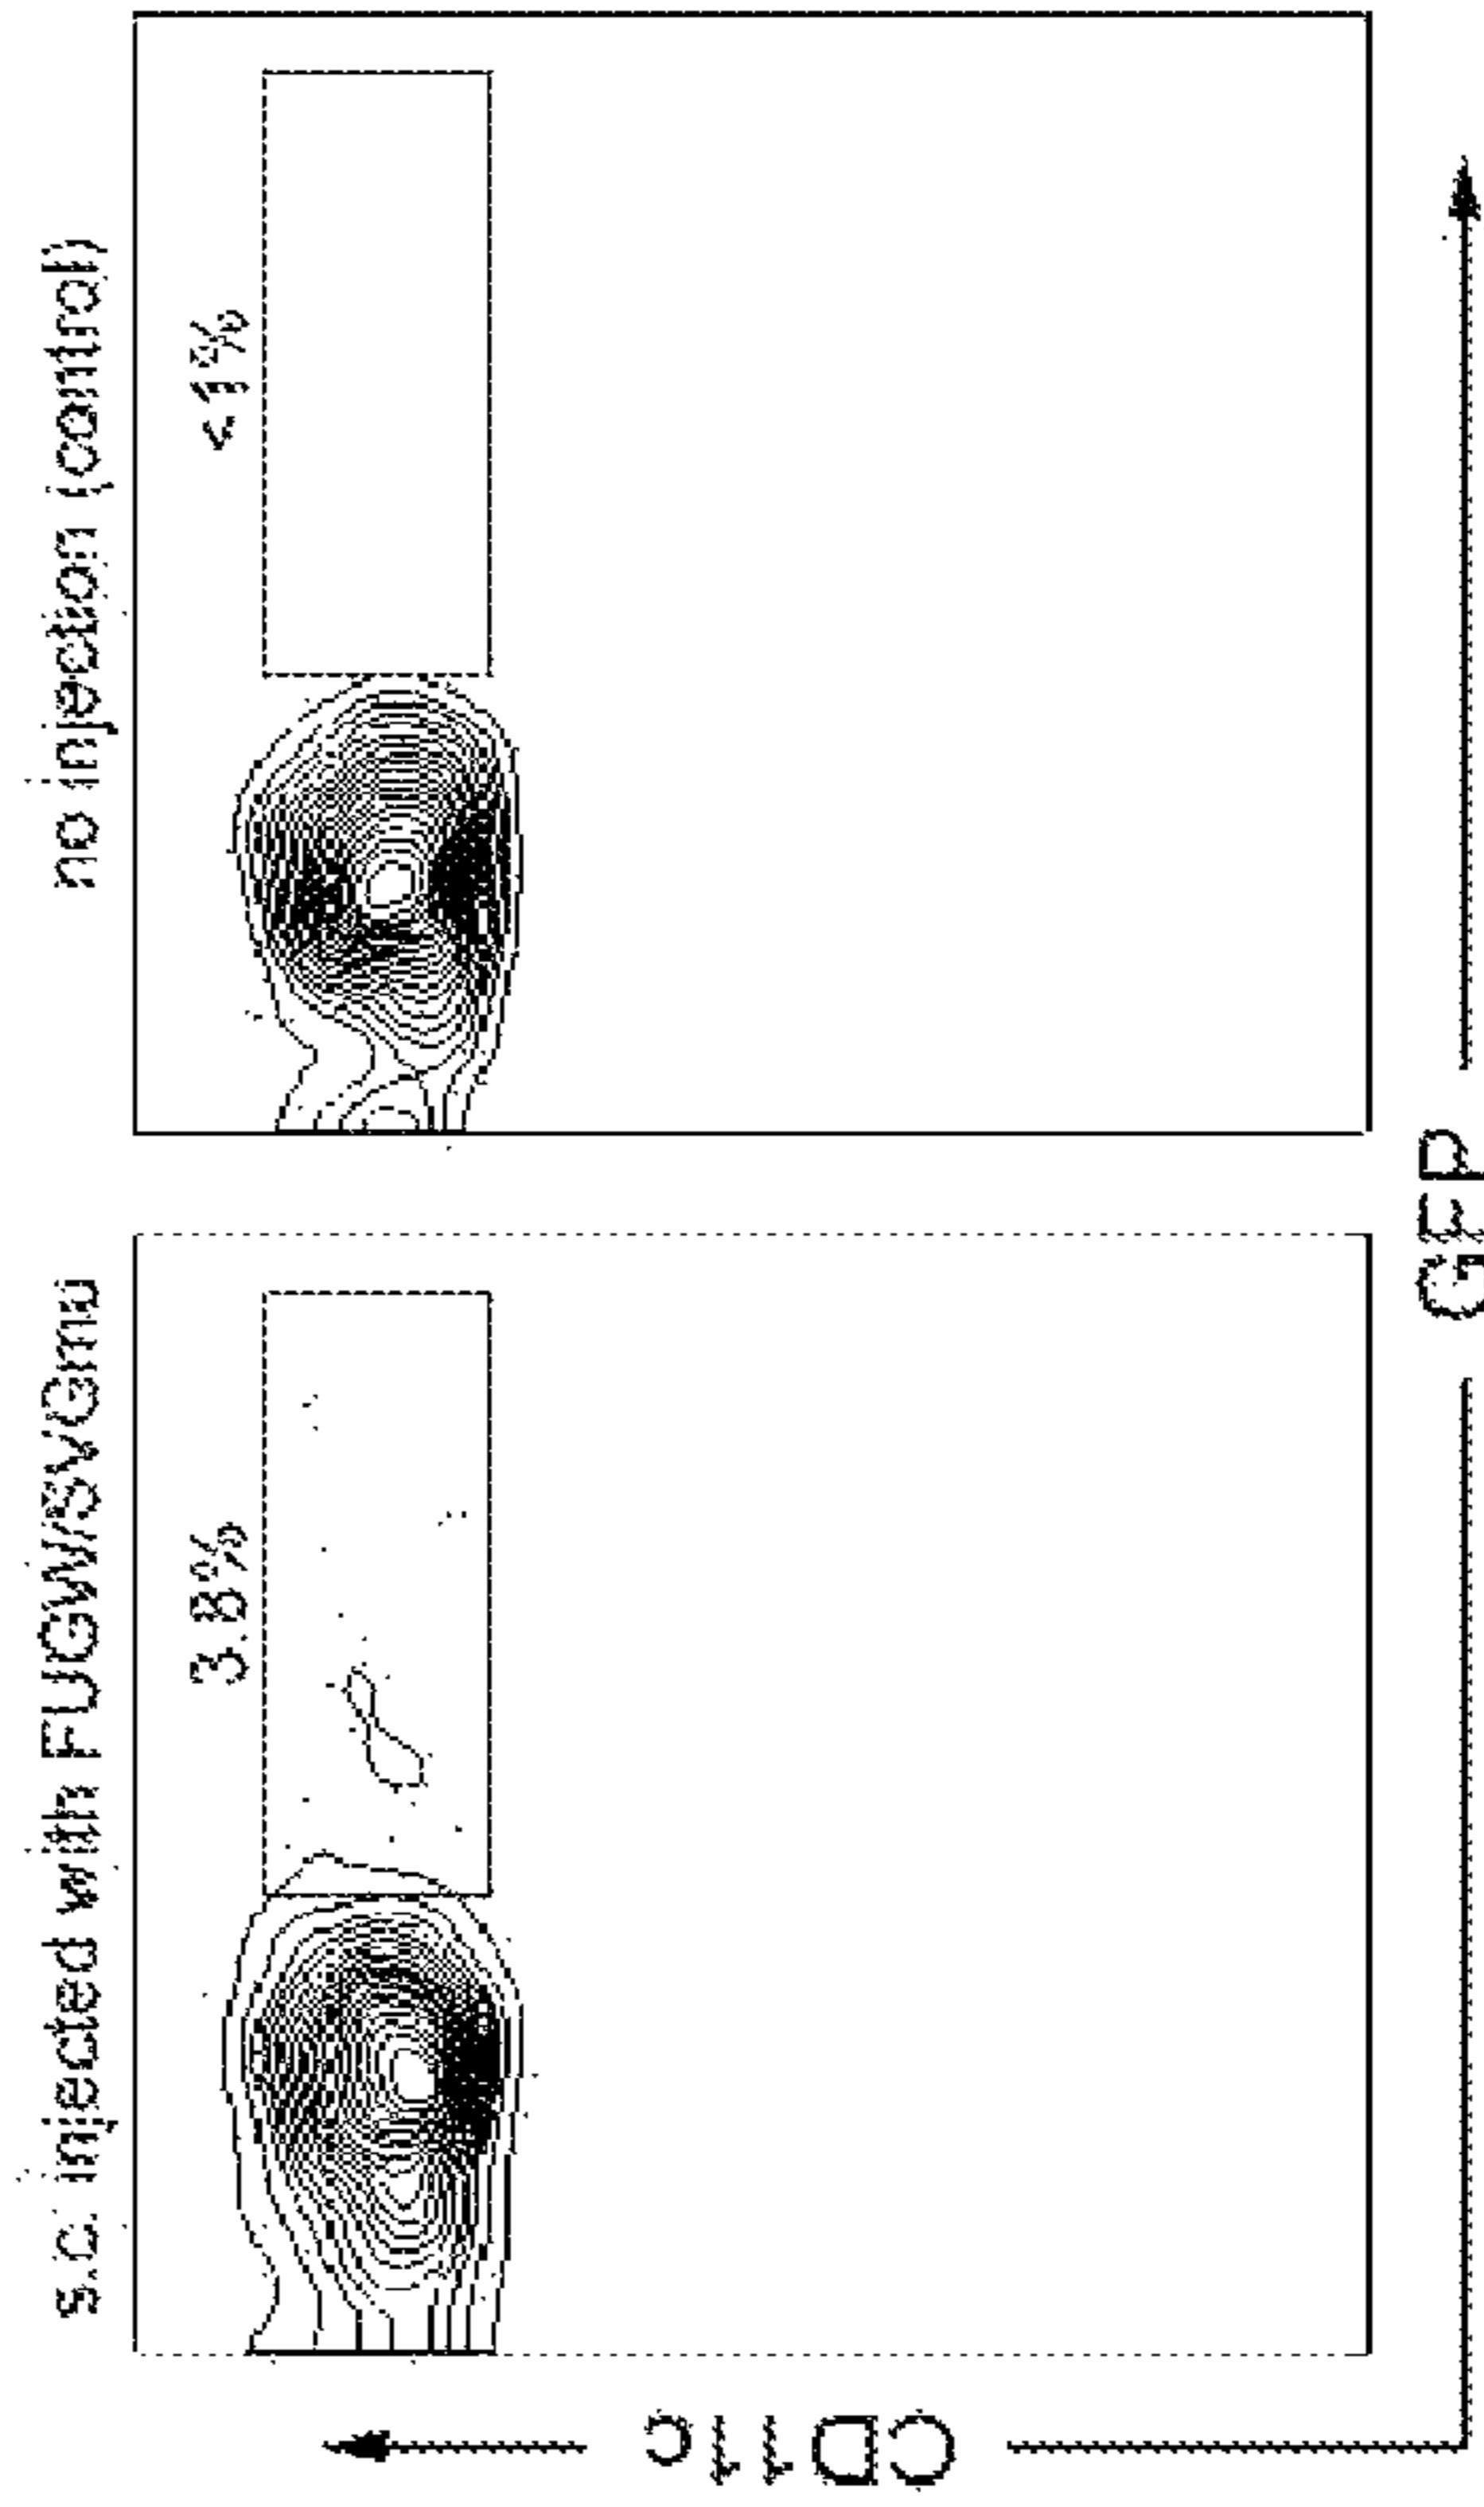 s.c. injected with FUGW/SVGmu
no injection (control)
3.8%
<1%
CD11c
GFP